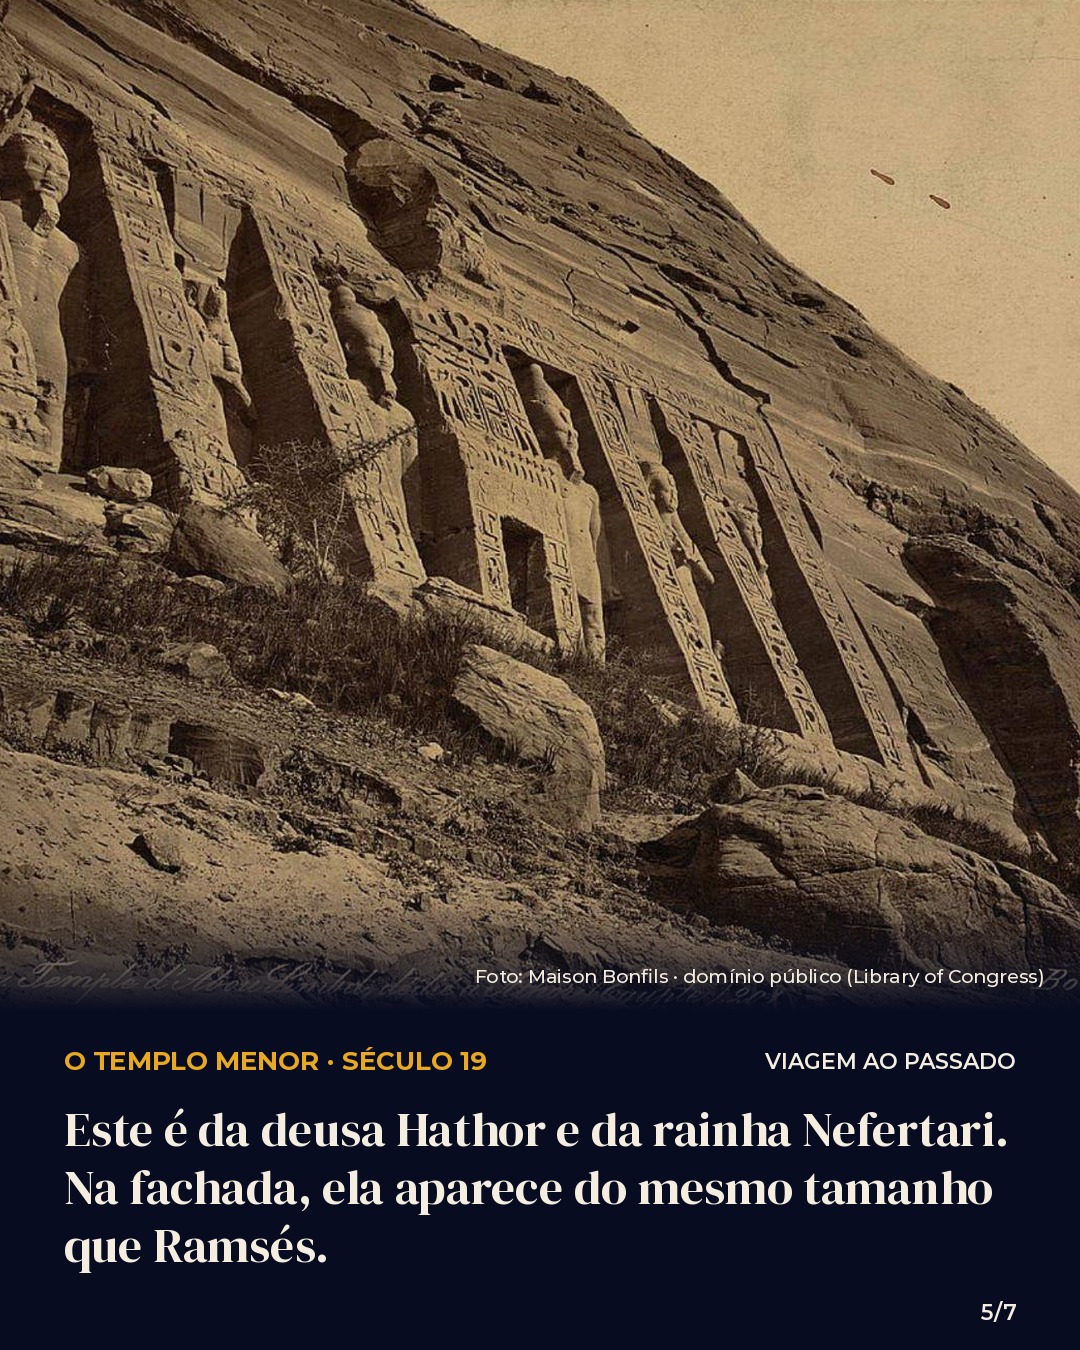 Foto: Maison Bonfils · domínio público (Library of Congress)
O TEMPLO MENOR · SÉCULO 19
VIAGEM AO PASSADO
Este é da deusa Hathor e da rainha Nefertari.
Na fachada, ela aparece do mesmo tamanho
que Ramsés.
5/7